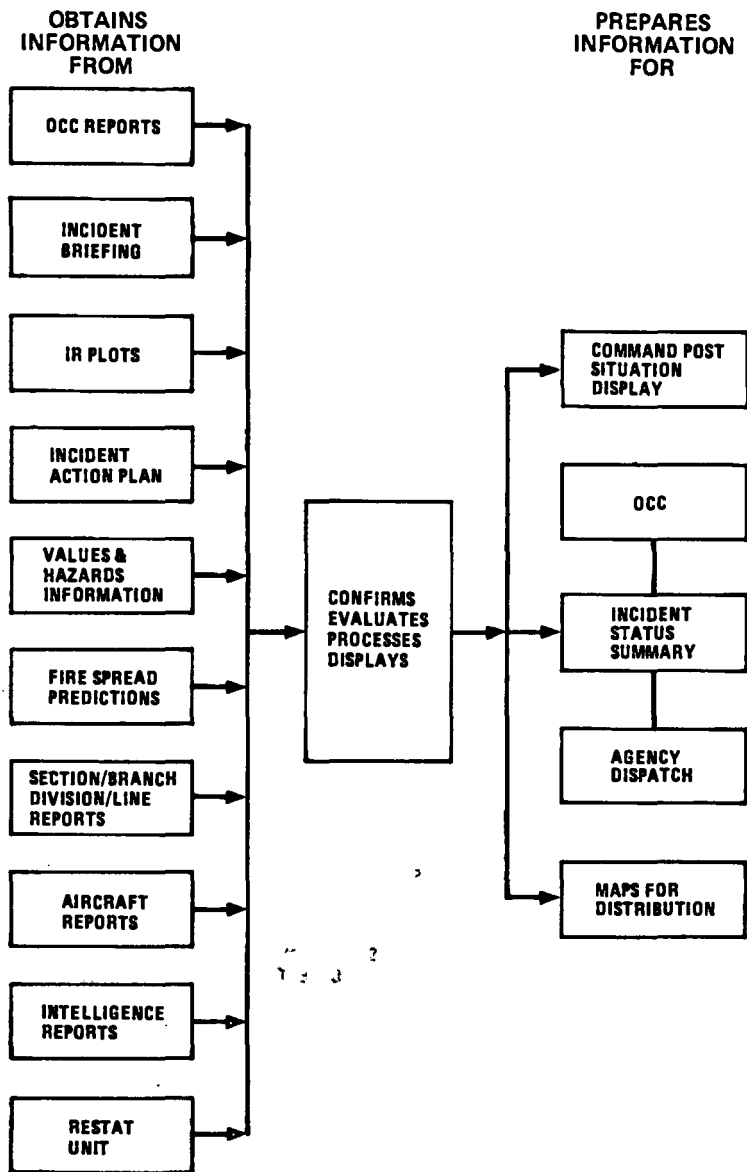 OBTAINS
INFORMATION
FROM
OCC REPORTS
INCIDENT
BRIEFING
IR PLOTS
INCIDENT
ACTION PLAN
VALUES &
HAZARDS
INFORMATION
FIRE SPREAD
PREDICTIONS
SECTION/BRANCH
DIVISION/LINE
REPORTS
AIRCRAFT
REPORTS
INTELLIGENCE
REPORTS
RESTAT
UNIT
CONFIRMS
EVALUATES
PROCESSES
DISPLAYS
PREPARES
INFORMATION
FOR
COMMAND POST
SITUATION
DISPLAY
OCC
INCIDENT
STATUS
SUMMARY
AGENCY
DISPATCH
MAPS FOR
DISTRIBUTION